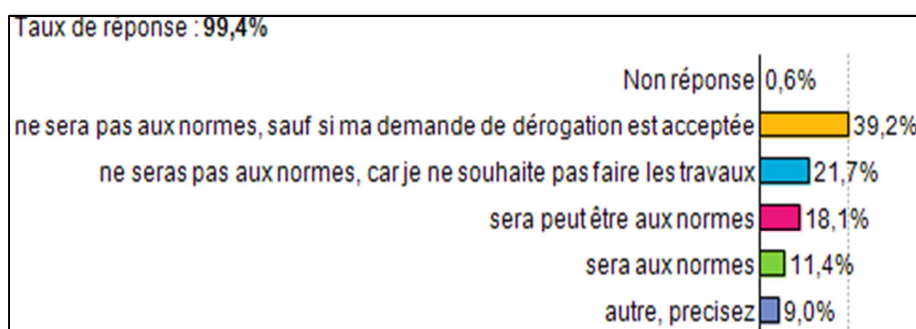 Taux de réponse : 99,4%
Non réponse 0,6%
ne sera pas aux normes, sauf si ma demande de dérogation est acceptée 39,2%
ne seras pas aux normes, car je ne souhaite pas faire les travaux 21,7%
sera peut être aux normes 18,1%
sera aux normes 11,4%
autre, precisez 9,0%